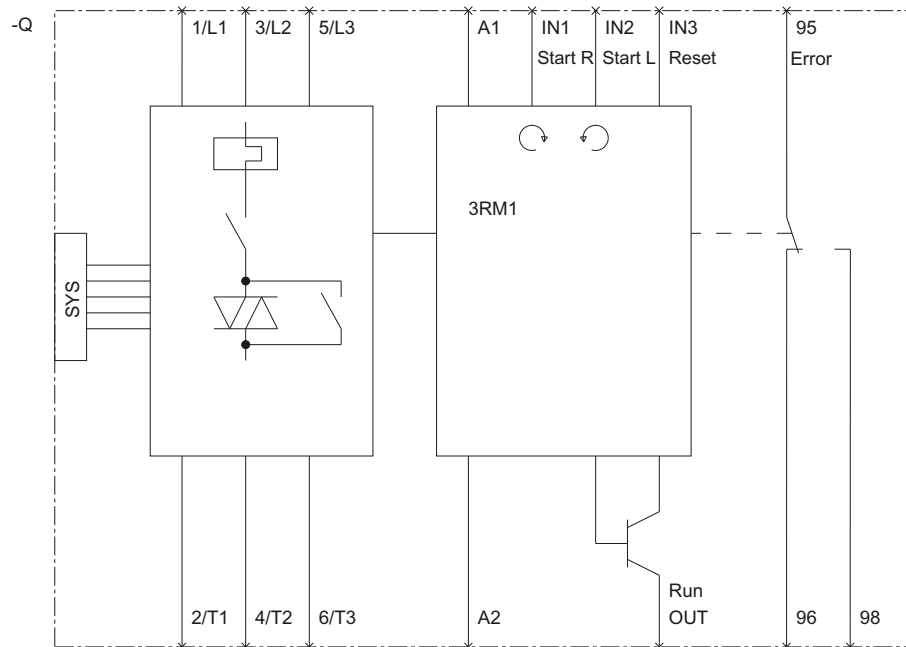 -Q
1/L1
3/L2
5/L3
A1
IN1
IN2
IN3
95
Start R
Start L
Reset
Error
3RM1
SYS
Run
2/T1
4/T2
6/T3
A2
OUT
96
98